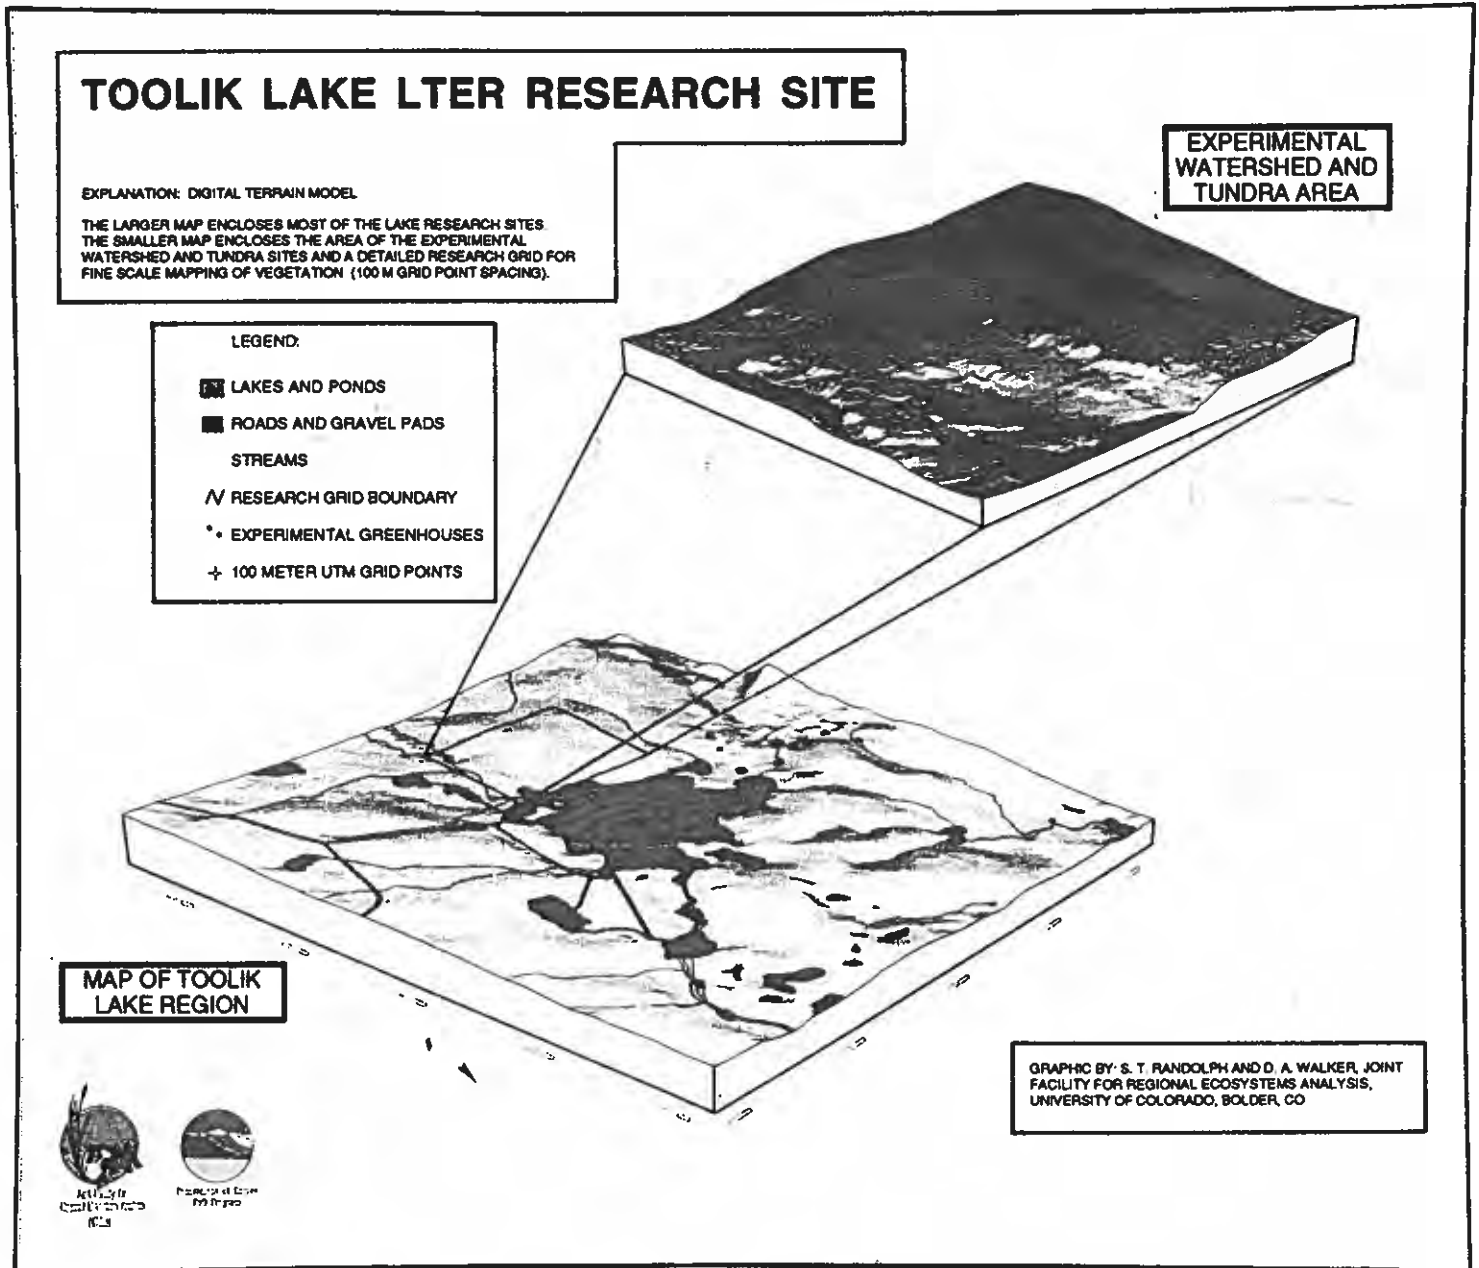 TOOLIK LAKE LTER RESEARCH SITE
EXPLANATION: DIGITAL TERRAIN MODEL
THE LARGER MAP ENCLOSES MOST OF THE LAKE RESEARCH SITES.
THE SMALLER MAP ENCLOSES THE AREA OF THE EXPERIMENTAL
WATERSHED AND TUNDRA SITES AND A DETAILED RESEARCH GRID FOR
FINE SCALE MAPPING OF VEGETATION (100 M GRID POINT SPACING).
EXPERIMENTAL
WATERSHED AND
TUNDRA AREA
LEGEND:
LAKES AND PONDS
ROADS AND GRAVEL PADS
STREAMS
RESEARCH GRID BOUNDARY
EXPERIMENTAL GREENHOUSES
100 METER UTM GRID POINTS
MAP OF TOOLIK
LAKE REGION
GRAPHIC BY: S. T. RANDOLPH AND D. A. WALKER, JOINT
FACILITY FOR REGIONAL ECOSYSTEMS ANALYSIS,
UNIVERSITY OF COLORADO, BOLDER, CO